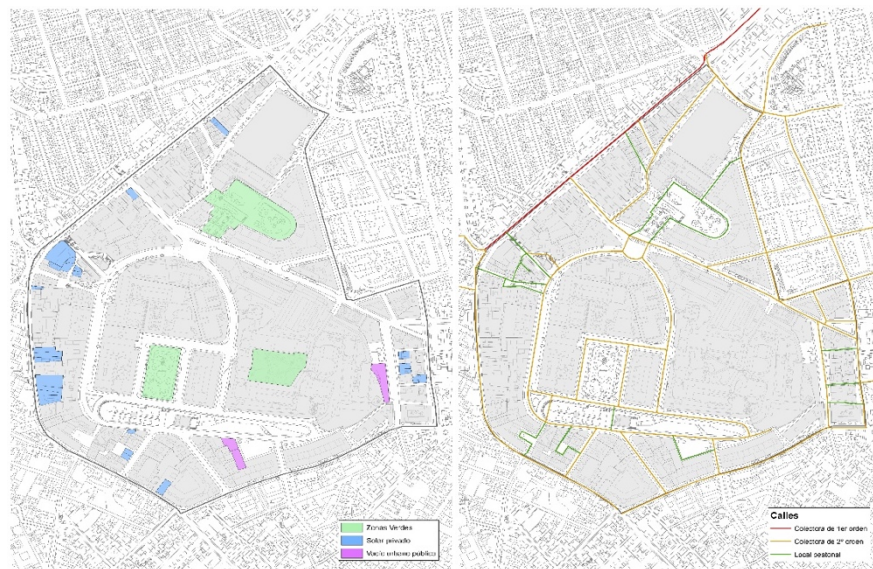 Zonas Verdes
Solar privado
Vacío urbano público
Calles
Colectora de 1er orden
Colectora de 2º orden
Local peatonal